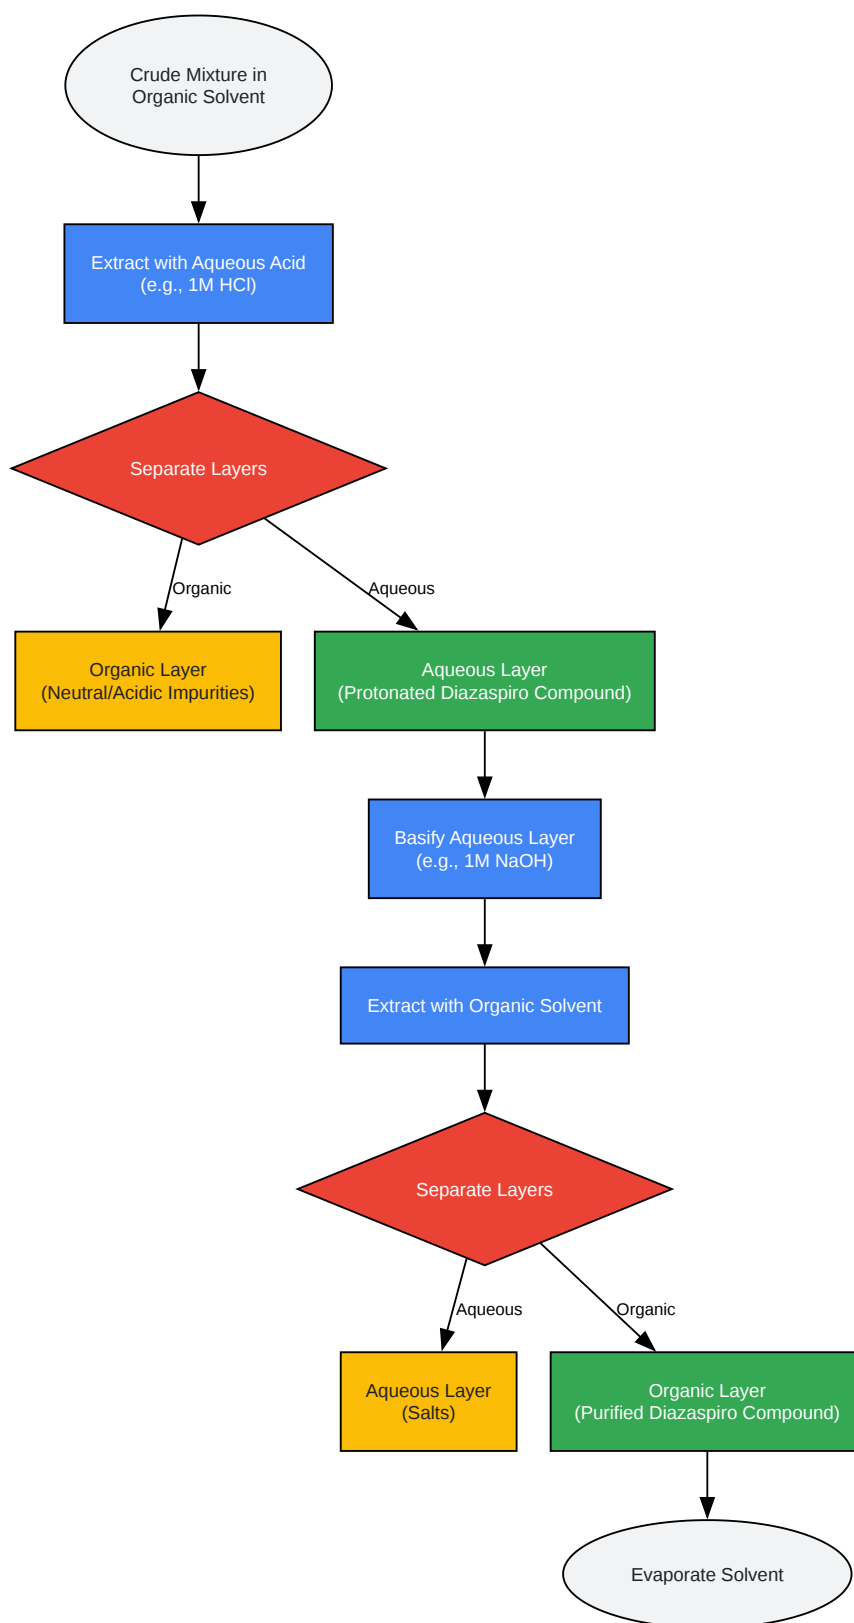 Crude Mixture in
Organic Solvent
Extract with Aqueous Acid
(e.g., 1M HCl)
Separate Layers
Organic
Aqueous
Organic Layer
(Neutral/Acidic Impurities)
Aqueous Layer
(Protonated Diazaspiro Compound)
Basify Aqueous Layer
(e.g., 1M NaOH)
Extract with Organic Solvent
Separate Layers
Aqueous
Organic
Aqueous Layer
(Salts)
Organic Layer
(Purified Diazaspiro Compound)
Evaporate Solvent